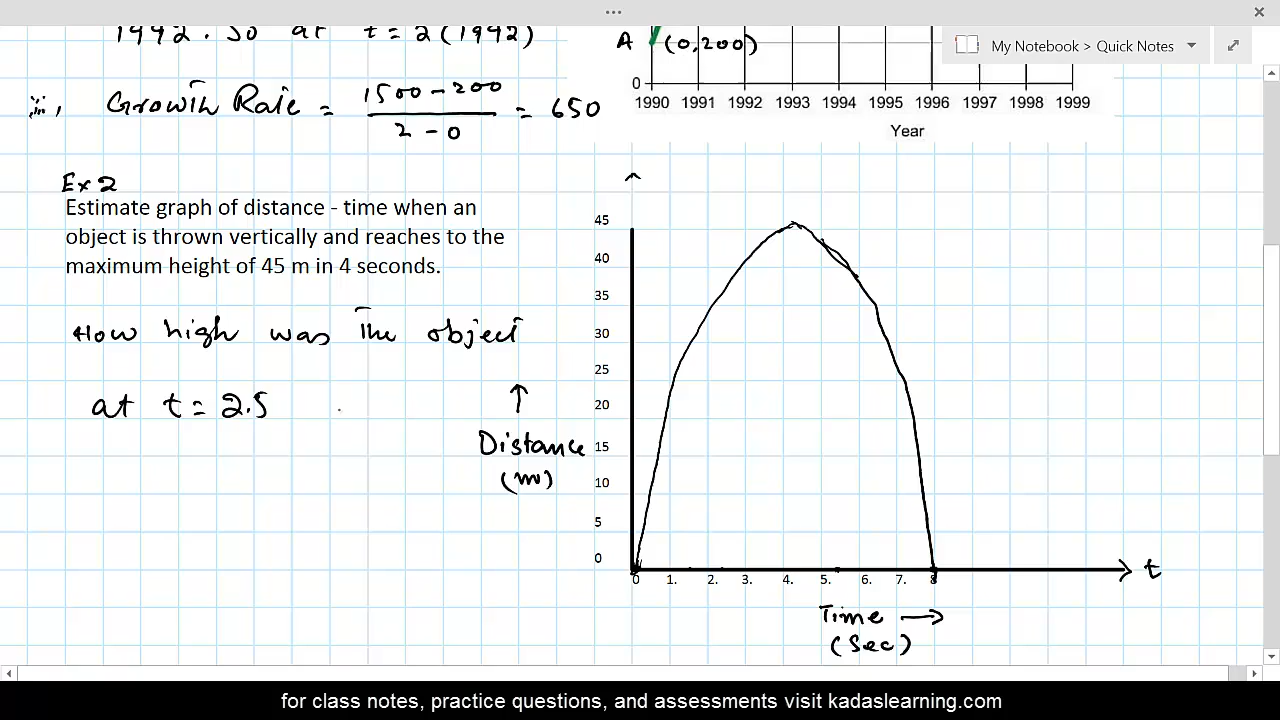 1992.50 at t = 2 (1992)
iii, Growth Rate = 1500 - 200 / 2 - 0 = 650
A (0,200)
My Notebook > Quick Notes
0
1990 1991 1992 1993 1994 1995 1996 1997 1998 1999
Year
Ex 2
Estimate graph of distance - time when an
object is thrown vertically and reaches to the
maximum height of 45 m in 4 seconds.
How high was the object
at t = 2.5
45
40
35
30
25
20
15
10
5
0
Distance
(m)
0 1. 2. 3. 4. 5. 6. 7. 8
t
Time
(Sec)
for class notes, practice questions, and assessments visit kadaslearning.com